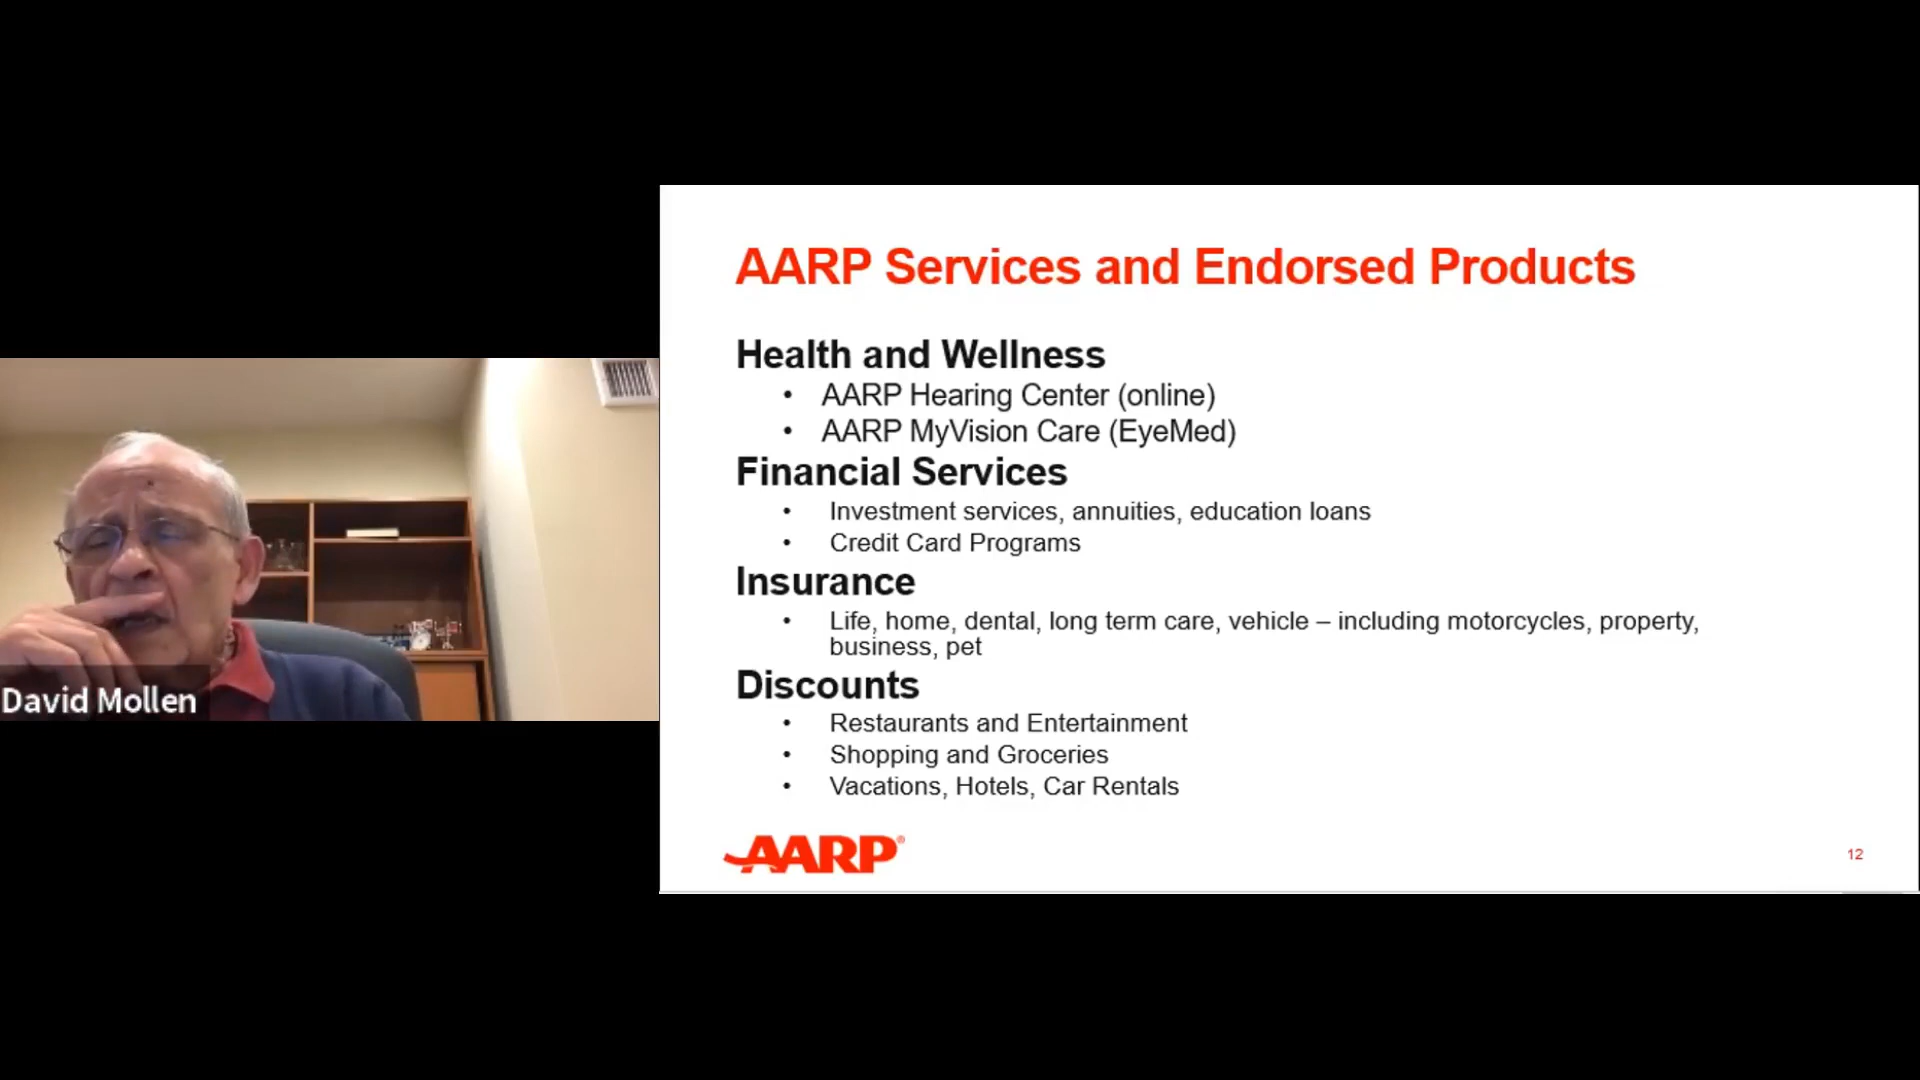 AARP Services and Endorsed Products
Health and Wellness
• AARP Hearing Center (online)
• AARP MyVision Care (EyeMed)
Financial Services
• Investment services, annuities, education loans
• Credit Card Programs
Insurance
• Life, home, dental, long term care, vehicle – including motorcycles, property,
business, pet
Discounts
• Restaurants and Entertainment
• Shopping and Groceries
• Vacations, Hotels, Car Rentals
AARP®
12
David Mollen